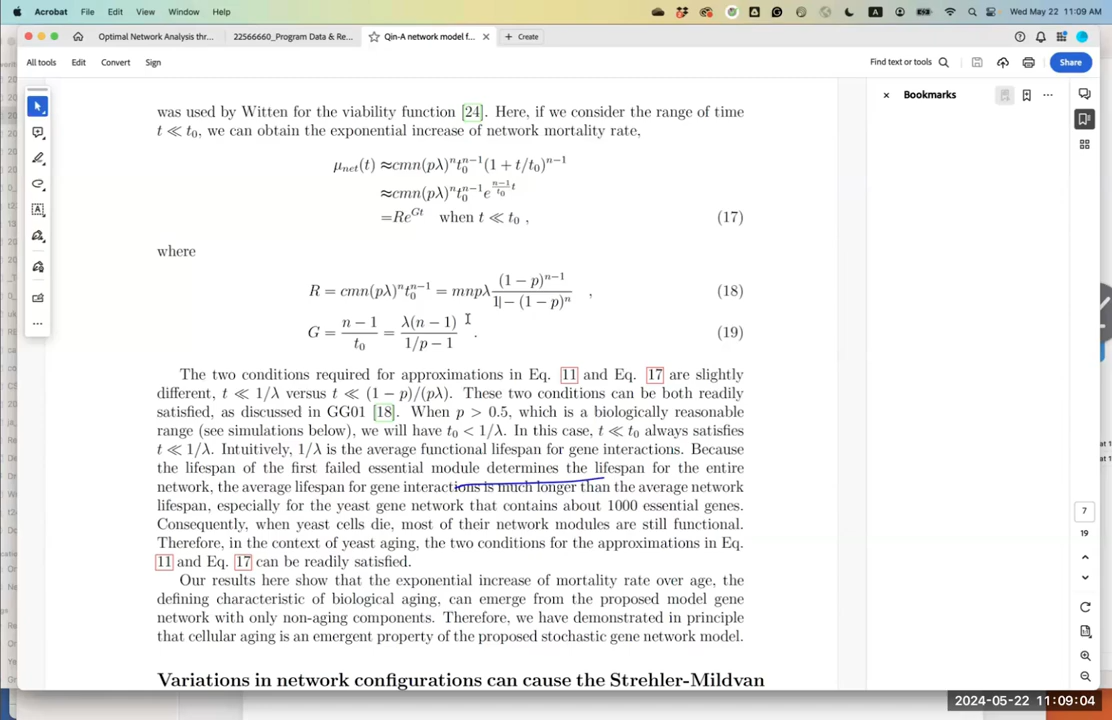 Acrobat File Edit View Window Help
A
Wed May 22 11:09 AM
Optimal Network Analysis thr...
22566660_Program Data & Re...
Qin-A network model f... ×
+ Create
All tools Edit Convert Sign
Find text or tools
Share
× Bookmarks
was used by Witten for the viability function [24]. Here, if we consider the range of time
t ≪ t₀, we can obtain the exponential increase of network mortality rate,
μ_net(t) ≈cmn(pλ)ⁿt₀ⁿ⁻¹(1 + t/t₀)ⁿ⁻¹
≈cmn(pλ)ⁿt₀ⁿ⁻¹e^{\frac{n−1}{t₀}t}
=Re^{Gt} when t ≪ t₀ , (17)
where
R = cmn(pλ)ⁿt₀ⁿ⁻¹ = mnpλ \frac{(1 − p)ⁿ⁻¹}{1 − (1 − p)ⁿ} , (18)
G = \frac{n − 1}{t₀} = \frac{λ(n − 1)}{1/p − 1} . (19)
The two conditions required for approximations in Eq. 11 and Eq. 17 are slightly
different, t ≪ 1/λ versus t ≪ (1 − p)/(pλ). These two conditions can be both readily
satisfied, as discussed in GG01 [18]. When p > 0.5, which is a biologically reasonable
range (see simulations below), we will have t₀ < 1/λ. In this case, t ≪ t₀ always satisfies
t ≪ 1/λ. Intuitively, 1/λ is the average functional lifespan for gene interactions. Because
the lifespan of the first failed essential module determines the lifespan for the entire
network, the average lifespan for gene interactions is much longer than the average network
lifespan, especially for the yeast gene network that contains about 1000 essential genes.
Consequently, when yeast cells die, most of their network modules are still functional.
Therefore, in the context of yeast aging, the two conditions for the approximations in Eq.
11 and Eq. 17 can be readily satisfied.
Our results here show that the exponential increase of mortality rate over age, the
defining characteristic of biological aging, can emerge from the proposed model gene
network with only non-aging components. Therefore, we have demonstrated in principle
that cellular aging is an emergent property of the proposed stochastic gene network model.
Variations in network configurations can cause the Strehler-Mildvan
7
19
2024-05-22 11:09:04